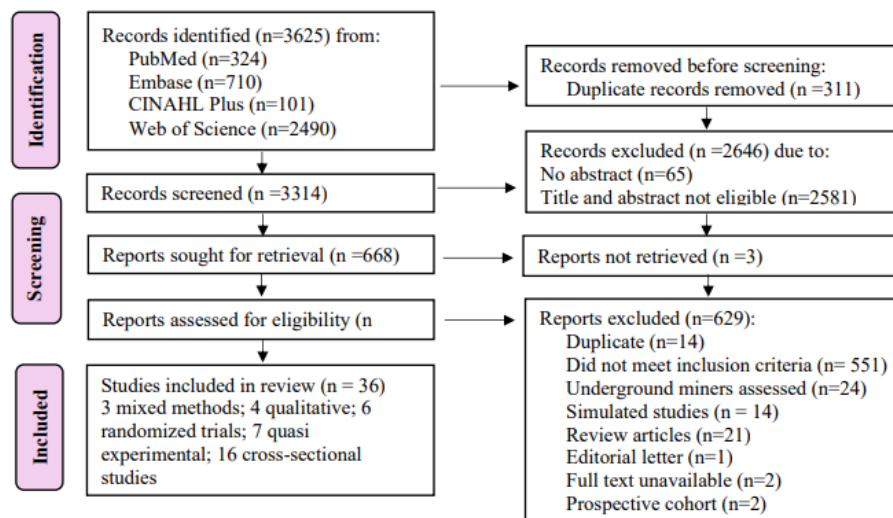 Identification
Records identified (n=3625) from:
PubMed (n=324)
Embase (n=710)
CINAHL Plus (n=101)
Web of Science (n=2490)
Records removed before screening:
Duplicate records removed (n =311)
Screening
Records screened (n =3314)
Records excluded (n =2646) due to:
No abstract (n=65)
Title and abstract not eligible (n=2581)
Reports sought for retrieval (n =668)
Reports not retrieved (n =3)
Reports assessed for eligibility (n
Reports excluded (n=629):
Duplicate (n=14)
Did not meet inclusion criteria (n= 551)
Underground miners assessed (n=24)
Simulated studies (n = 14)
Review articles (n=21)
Editorial letter (n=1)
Full text unavailable (n=2)
Prospective cohort (n=2)
Included
Studies included in review (n = 36)
3 mixed methods; 4 qualitative; 6
randomized trials; 7 quasi
experimental; 16 cross-sectional
studies